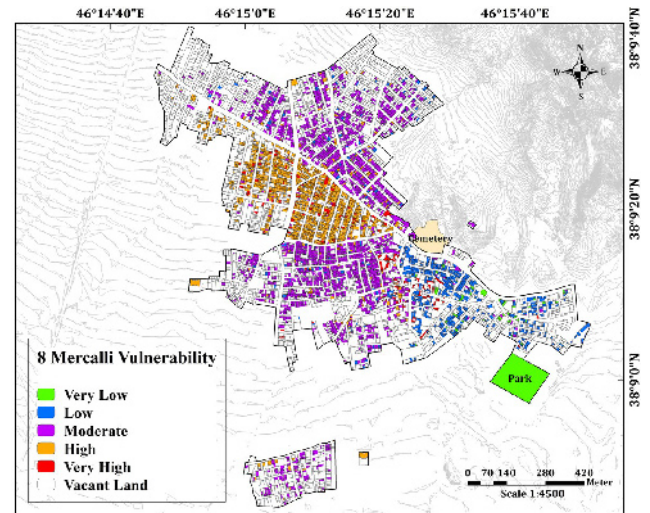 46°14'40"E 46°15'0"E 46°15'20"E 46°15'40"E
38°9'40"N
N
W E
S
38°9'20"N
Cemetery
8 Mercalli Vulnerability
Very Low
Low
Moderate
High
Very High
Vacant Land
Park
38°9'0"N
0 70 140 280 420
Meter
Scale 1:4500